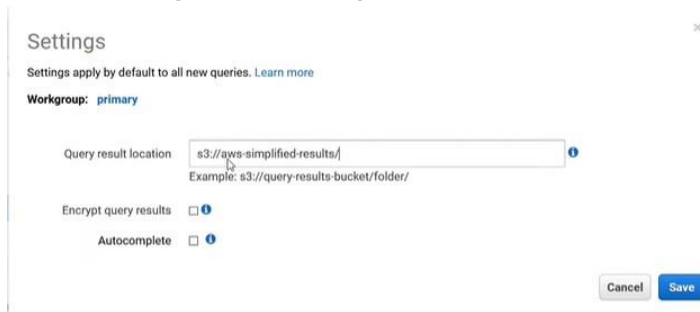 Settings
Settings apply by default to all new queries. Learn more
Workgroup: primary
Query result location s3://aws-simplified-results/
Example: s3://query-results-bucket/folder/
Encrypt query results
Autocomplete
Cancel Save